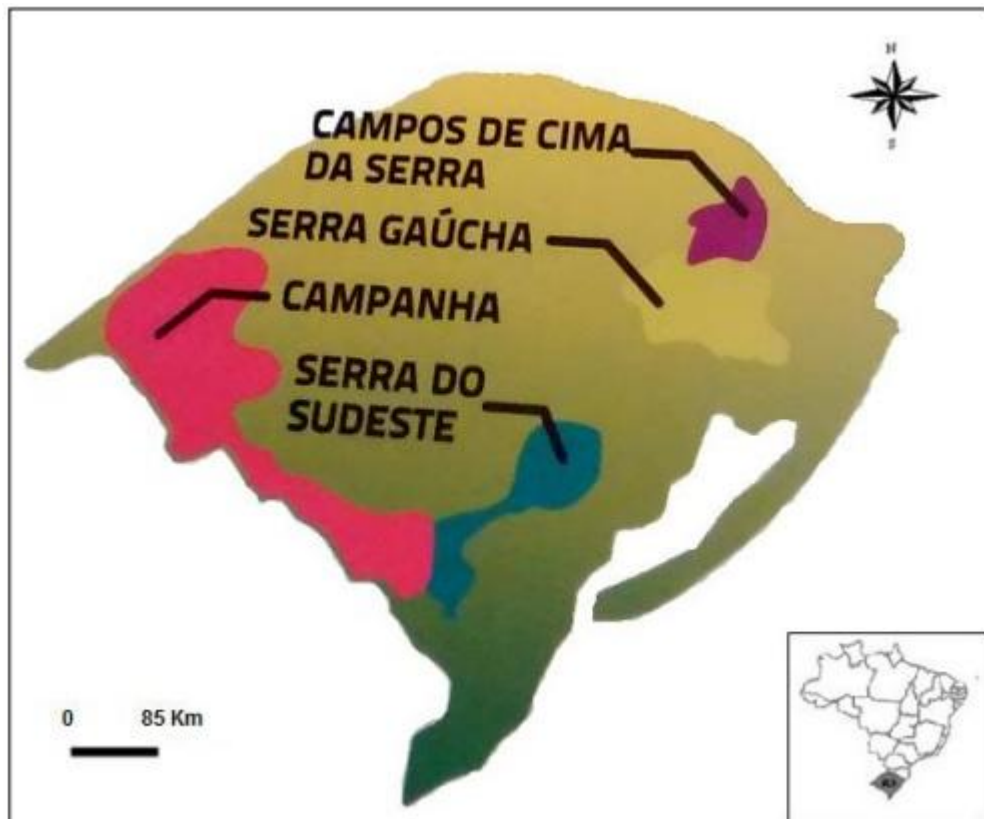 N
CAMPOS DE CIMA
DA SERRA
SERRA GAÚCHA
CAMPANHA
SERRA DO
SUDESTE
S
0 85 Km